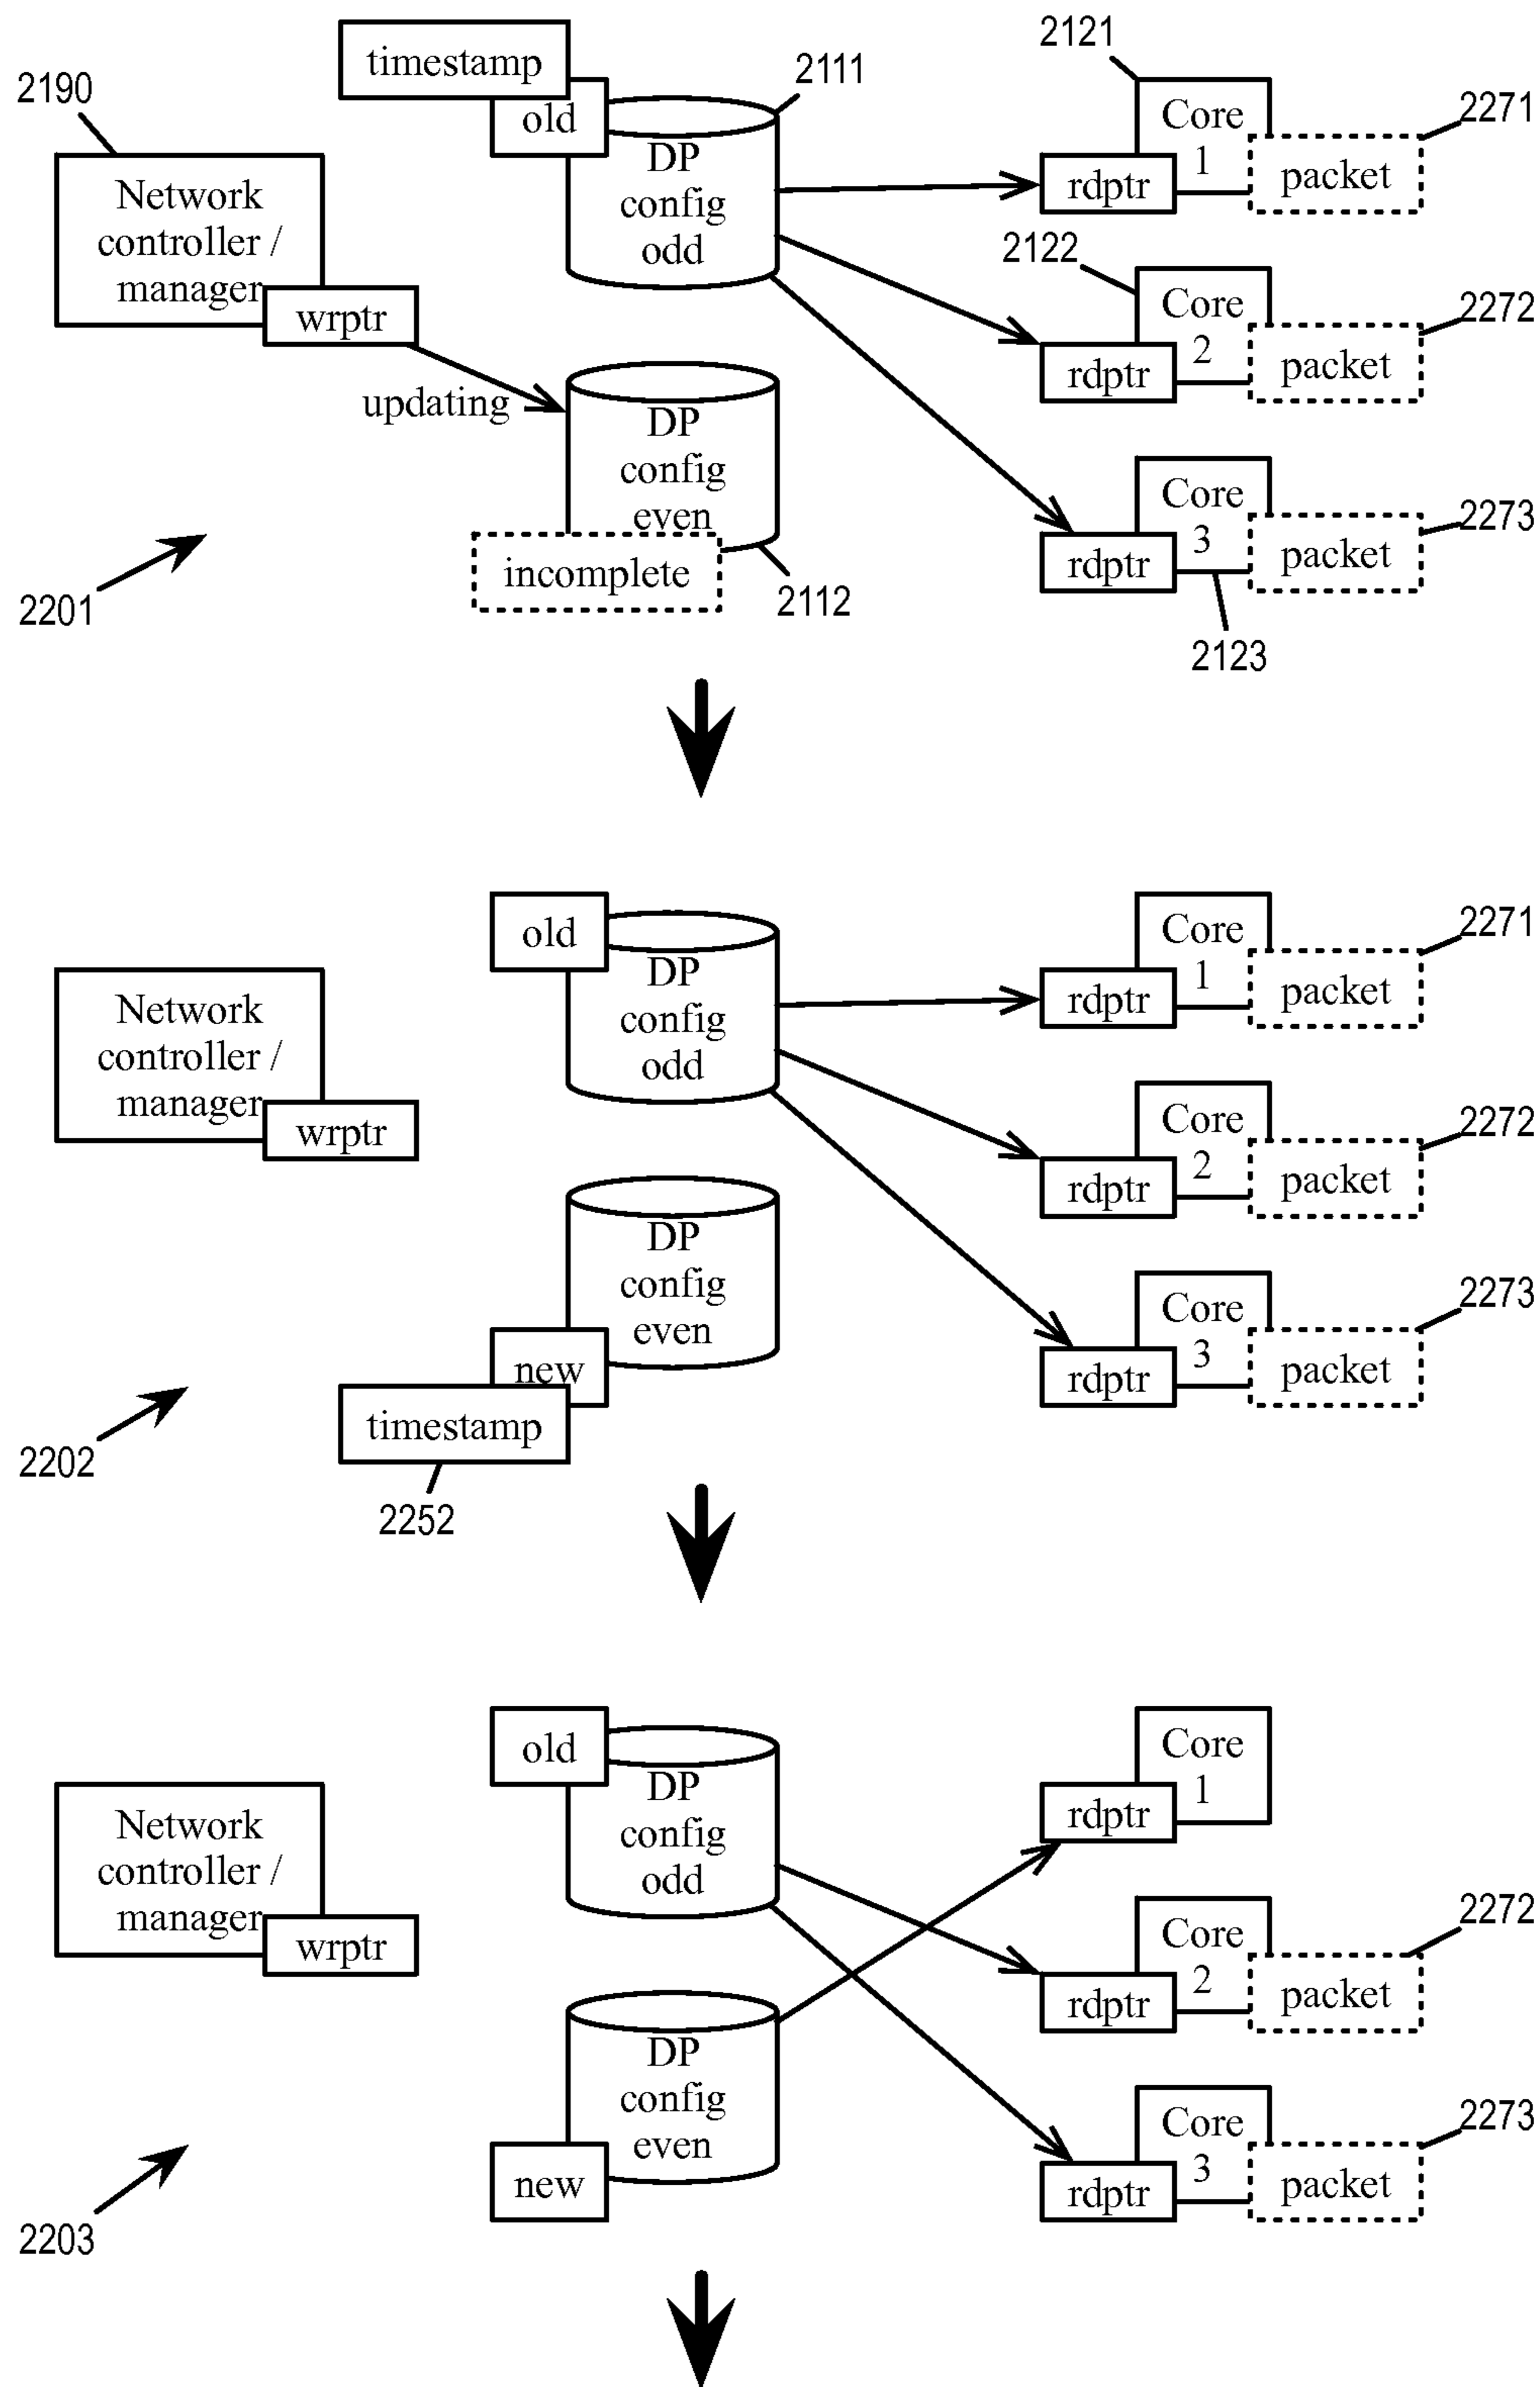 timestamp
old
2111
DP
config
odd
2190
Network
controller /
manager
wrptr
updating
DP
config
even
incomplete
2112
2121
Core
1
rdptr
packet
2271
2122
Core
2
rdptr
packet
2272
Core
3
rdptr
packet
2273
2123
2201
old
DP
config
odd
Network
controller /
manager
wrptr
DP
config
even
new
timestamp
2252
Core
1
rdptr
packet
2271
Core
2
rdptr
packet
2272
Core
3
rdptr
packet
2273
2202
old
DP
config
odd
Network
controller /
manager
wrptr
DP
config
even
new
Core
1
rdptr
Core
2
rdptr
packet
2272
Core
3
rdptr
packet
2273
2203